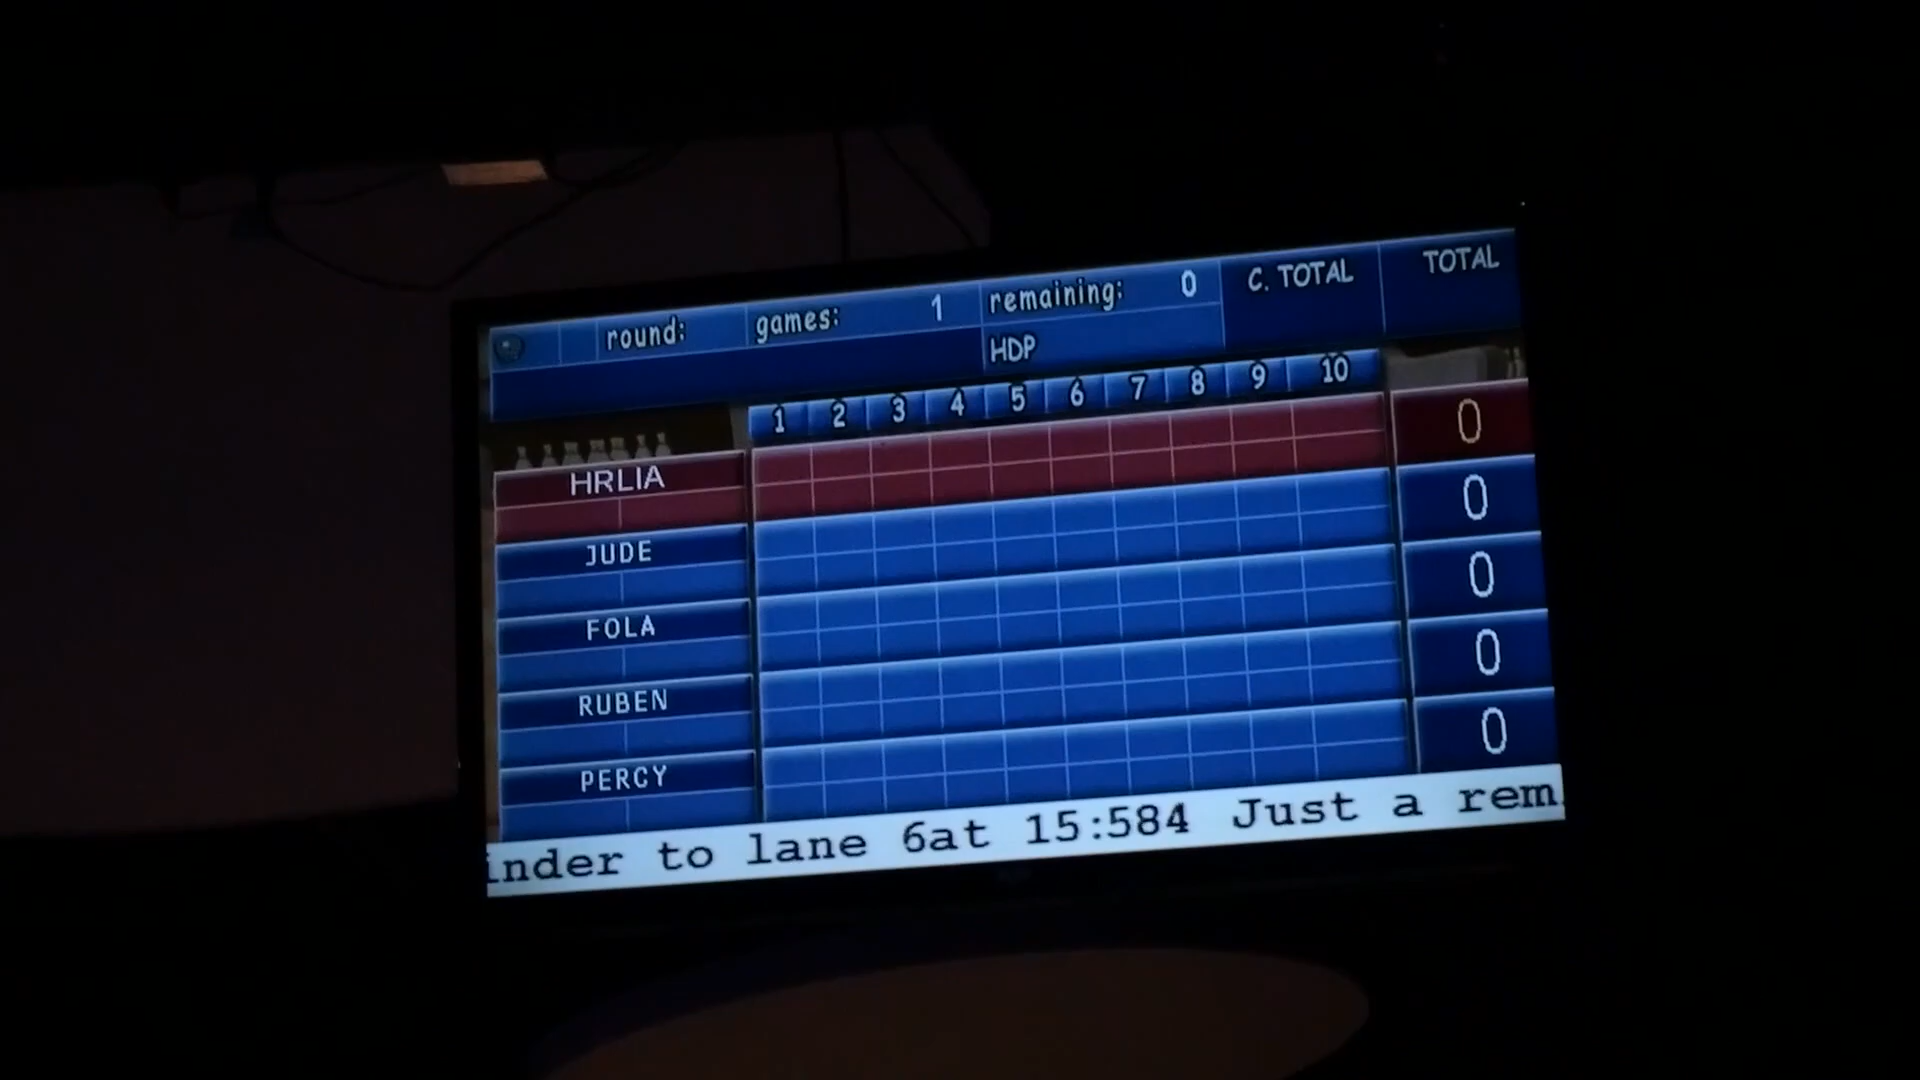 round: games: 1 remaining: 0 C. TOTAL TOTAL
HDP
1 2 3 4 5 6 7 8 9 10
HRLIA 0
JUDE 0
FOLA 0
RUBEN 0
PERCY 0
inder to lane 6at 15:584 Just a rem